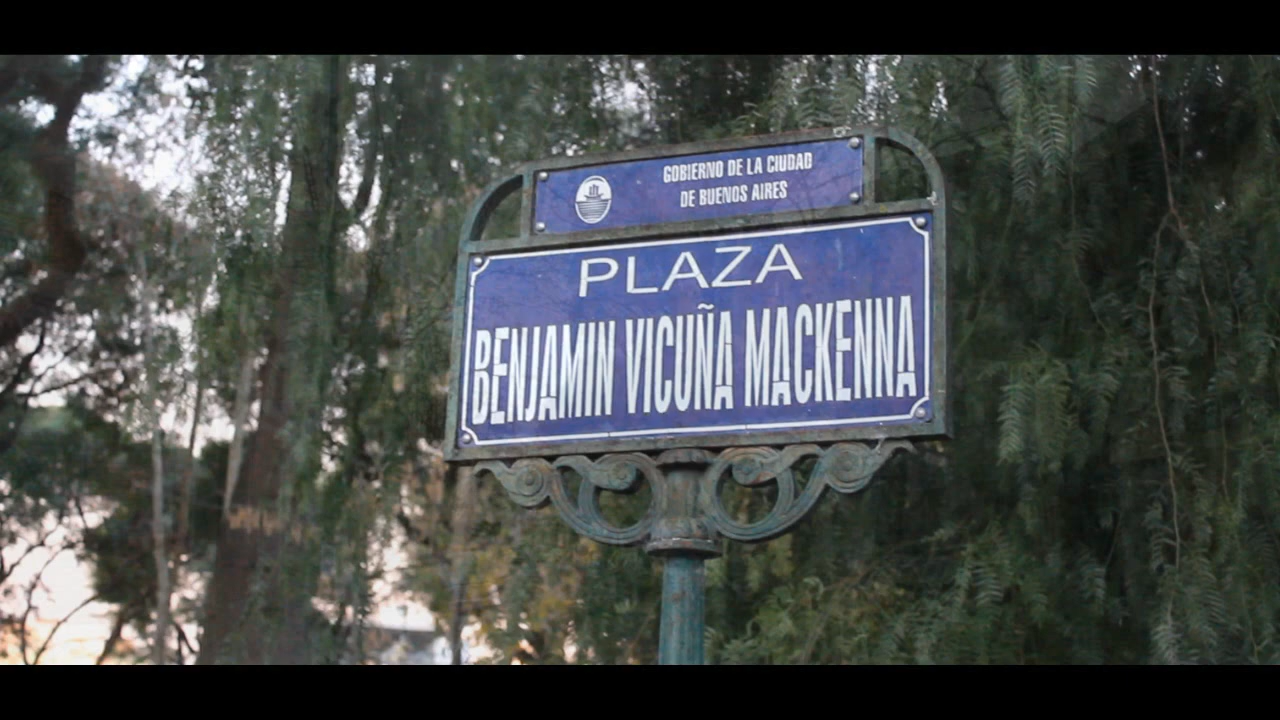 GOBIERNO DE LA CIUDAD
DE BUENOS AIRES
PLAZA
BENJAMIN VICUÑA MACKENNA